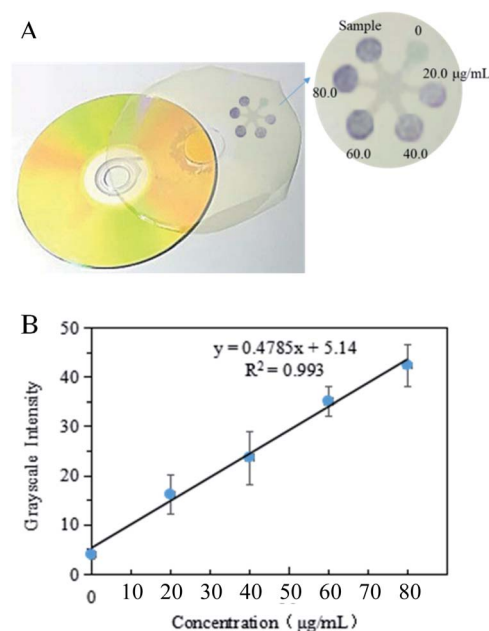 A
Sample
0
20.0 μg/mL
80.0
60.0
40.0
B
y = 0.4785x + 5.14
R² = 0.993
50
40
30
20
10
0
Grayscale Intensity
0 10 20 30 40 50 60 70 80
Concentration（μg/mL）